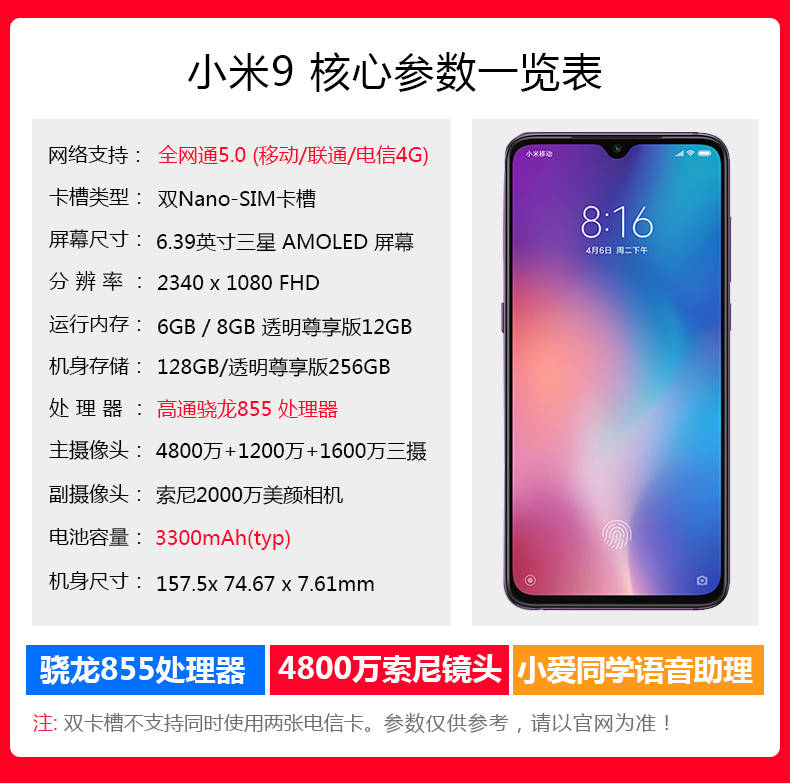 小米9 核心参数一览表
网络支持： 全网通5.0 (移动/联通/电信4G)
卡槽类型： 双Nano-SIM卡槽
屏幕尺寸： 6.39英寸三星 AMOLED 屏幕
分 辨 率 ： 2340 x 1080 FHD
运行内存： 6GB / 8GB 透明尊享版12GB
机身存储： 128GB/透明尊享版256GB
处 理 器 ： 高通骁龙855 处理器
主摄像头： 4800万+1200万+1600万三摄
副摄像头： 索尼2000万美颜相机
电池容量： 3300mAh(typ)
机身尺寸： 157.5x 74.67 x 7.61mm
小米移动
8:16
4月6日 周二下午
骁龙855处理器 4800万索尼镜头 小爱同学语音助理
注: 双卡槽不支持同时使用两张电信卡。参数仅供参考，请以官网为准！